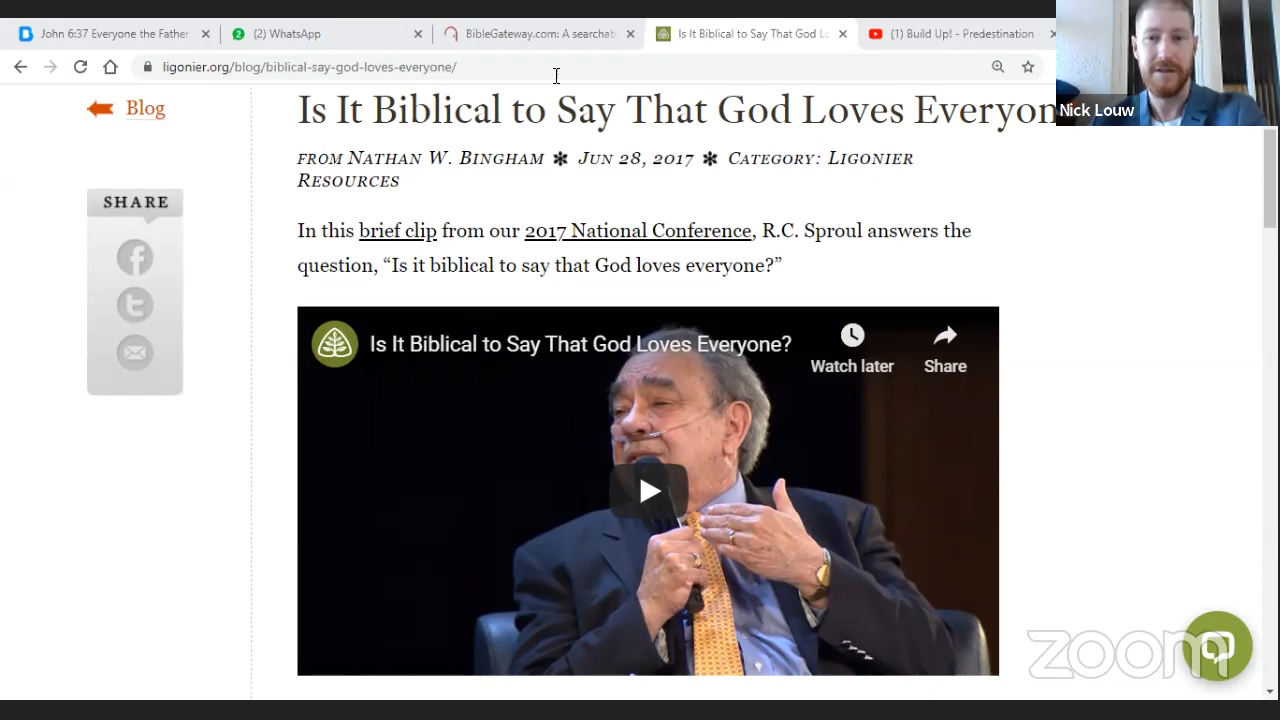 John 6:37 Everyone the Father
(2) WhatsApp
BibleGateway.com: A searchab
Is It Biblical to Say That God Lo
(1) Build Up! - Predestination
ligonier.org/blog/biblical-say-god-loves-everyone/
Nick Louw
Blog
Is It Biblical to Say That God Loves Everyon
FROM NATHAN W. BINGHAM ✱ JUN 28, 2017 ✱ CATEGORY: LIGONIER
RESOURCES
SHARE
In this brief clip from our 2017 National Conference, R.C. Sproul answers the
question, “Is it biblical to say that God loves everyone?”
Is It Biblical to Say That God Loves Everyone?
Watch later
Share
zoom